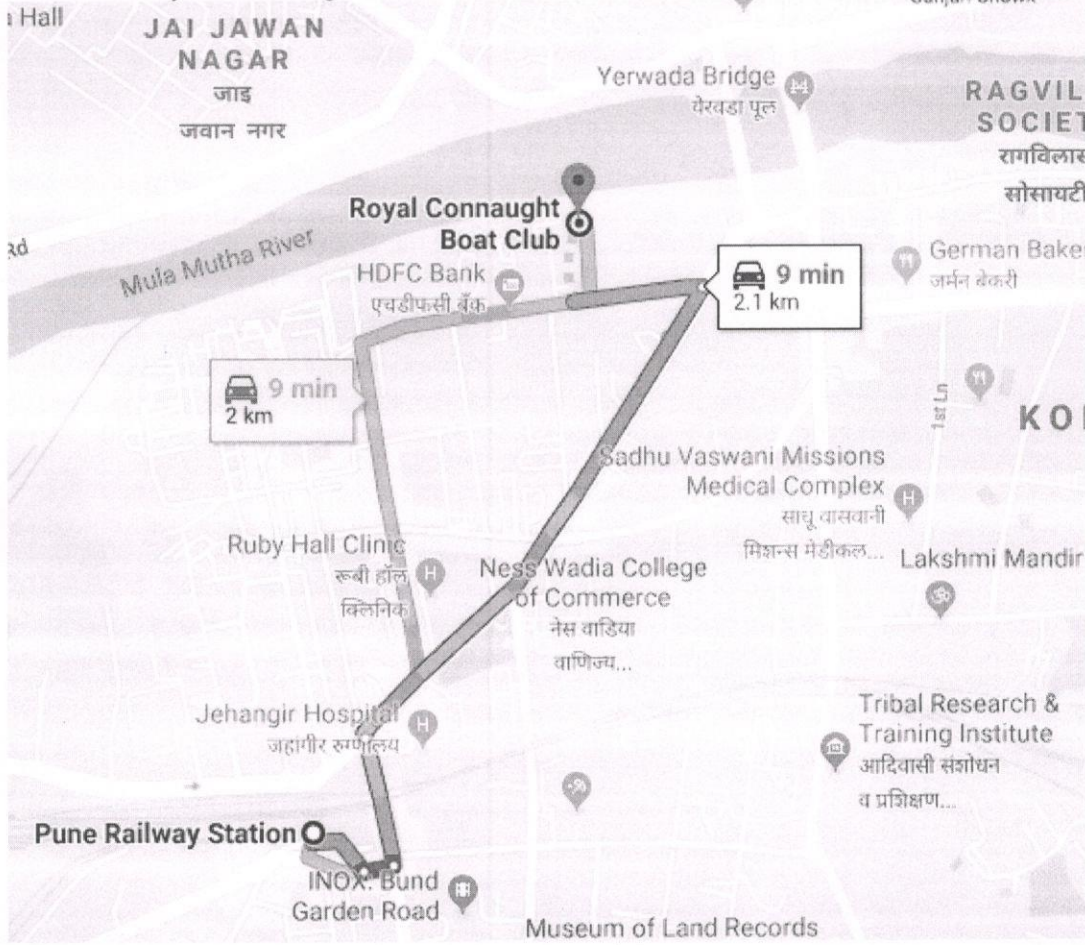 Hall
JAI JAWAN
NAGAR
जाइ
जवान नगर
Yerwada Bridge
येरवडा पूल
RAGVIL
SOCIET
रागविलास
सोसायटी
Royal Connaught
Boat Club
Rd
Mula Mutha River
HDFC Bank
एचडीफसी बँक
9 min
2.1 km
German Baker
जर्मन बेकरी
9 min
2 km
1st Ln
Sadhu Vaswani Missions
Medical Complex
साधू वासवानी
मिशन्स मेडीकल...
Ruby Hall Clinic
रूबी हॉल
क्लिनिक
Ness Wadia College
of Commerce
नेस वाडिया
वाणिज्य...
Lakshmi Mandir
Jehangir Hospital
जहांगीर रुग्णालय
Tribal Research &
Training Institute
आदिवासी संशोधन
व प्रशिक्षण...
Pune Railway Station
INOX: Bund
Garden Road
Museum of Land Records